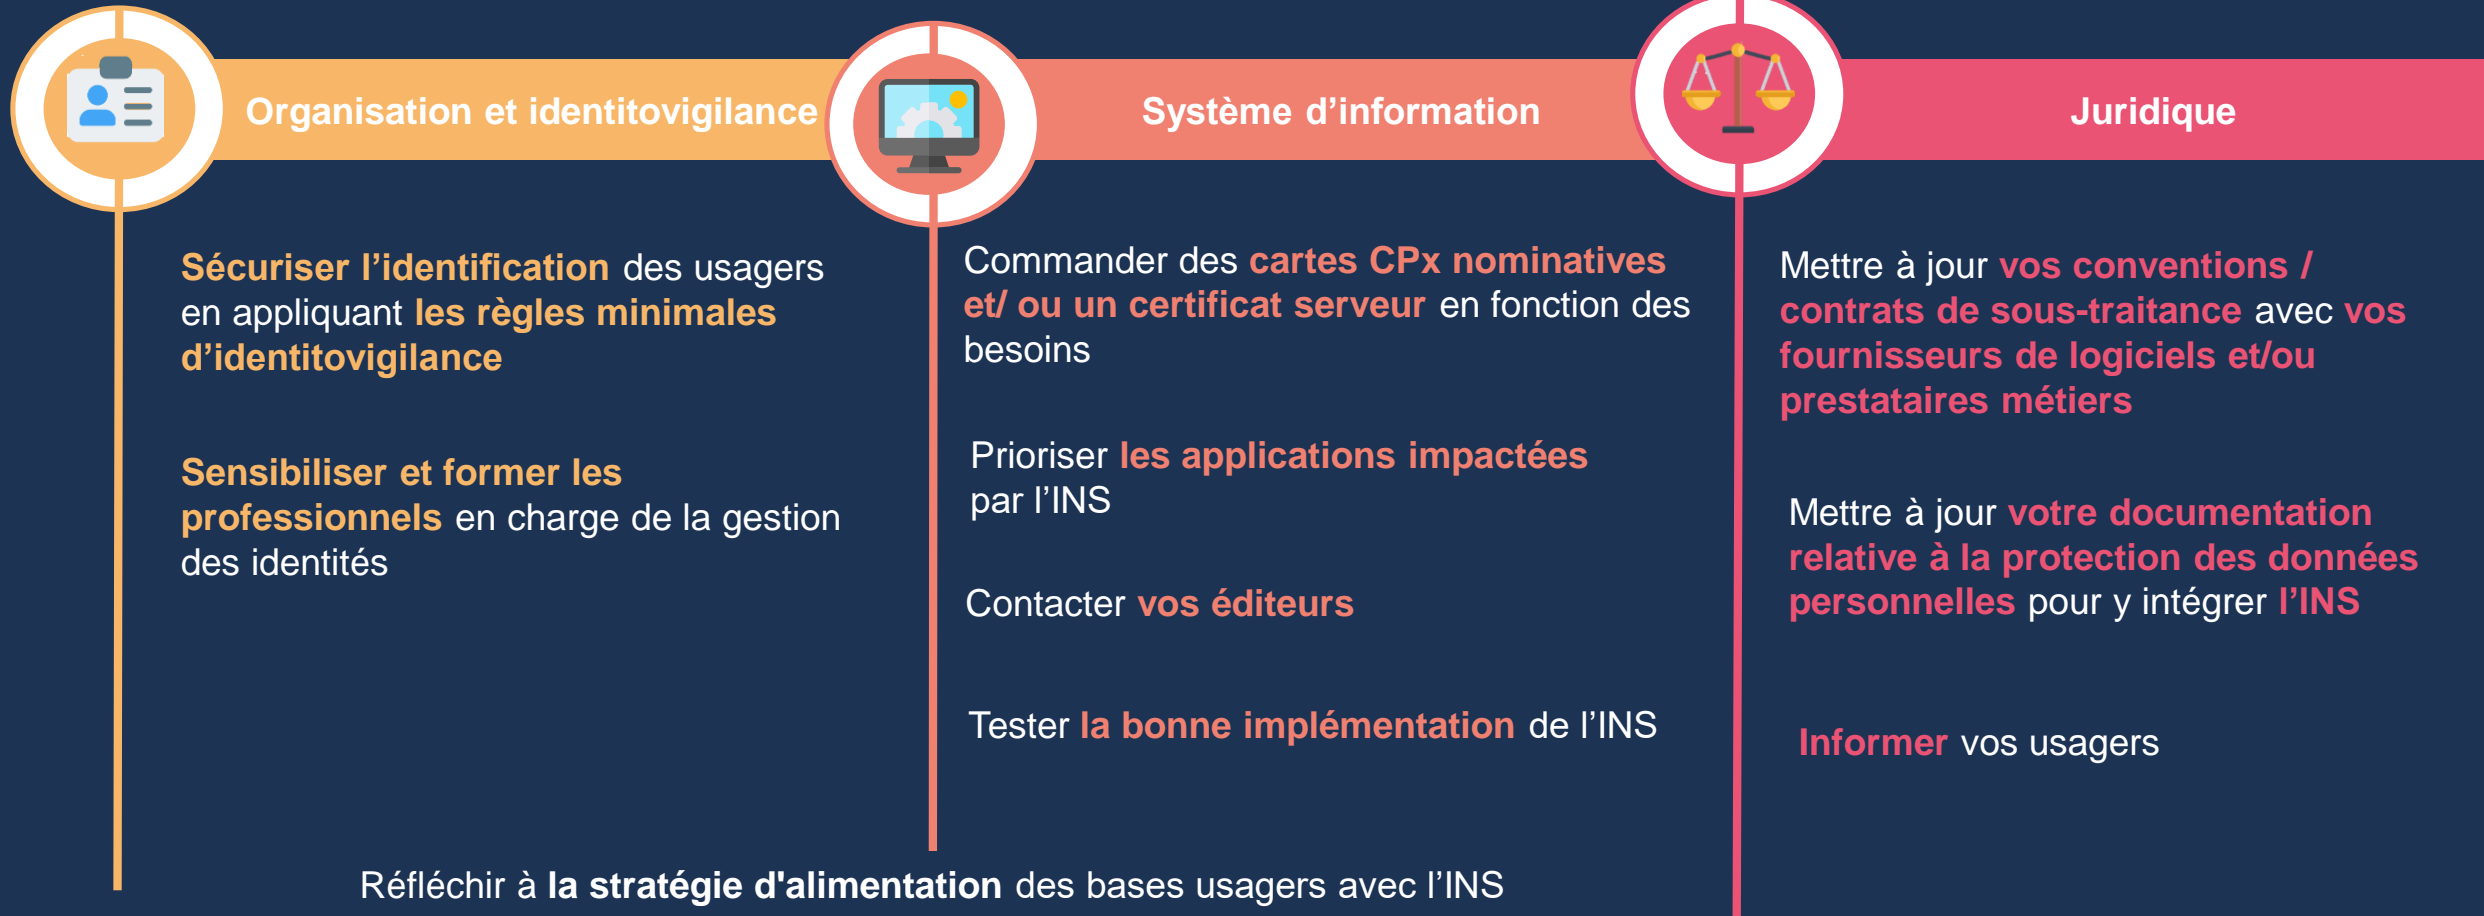 Organisation et identitovigilance
Sécuriser l’identification des usagers
en appliquant les règles minimales
d’identitovigilance
Sensibiliser et former les
professionnels en charge de la gestion
des identités
Système d’information
Commander des cartes CPx nominatives
et/ ou un certificat serveur en fonction des
besoins
Prioriser les applications impactées
par l’INS
Contacter vos éditeurs
Tester la bonne implémentation de l’INS
Juridique
Mettre à jour vos conventions /
contrats de sous-traitance avec vos
fournisseurs de logiciels et/ou
prestataires métiers
Mettre à jour votre documentation
relative à la protection des données
personnelles pour y intégrer l’INS
Informer vos usagers
Réfléchir à la stratégie d'alimentation des bases usagers avec l’INS